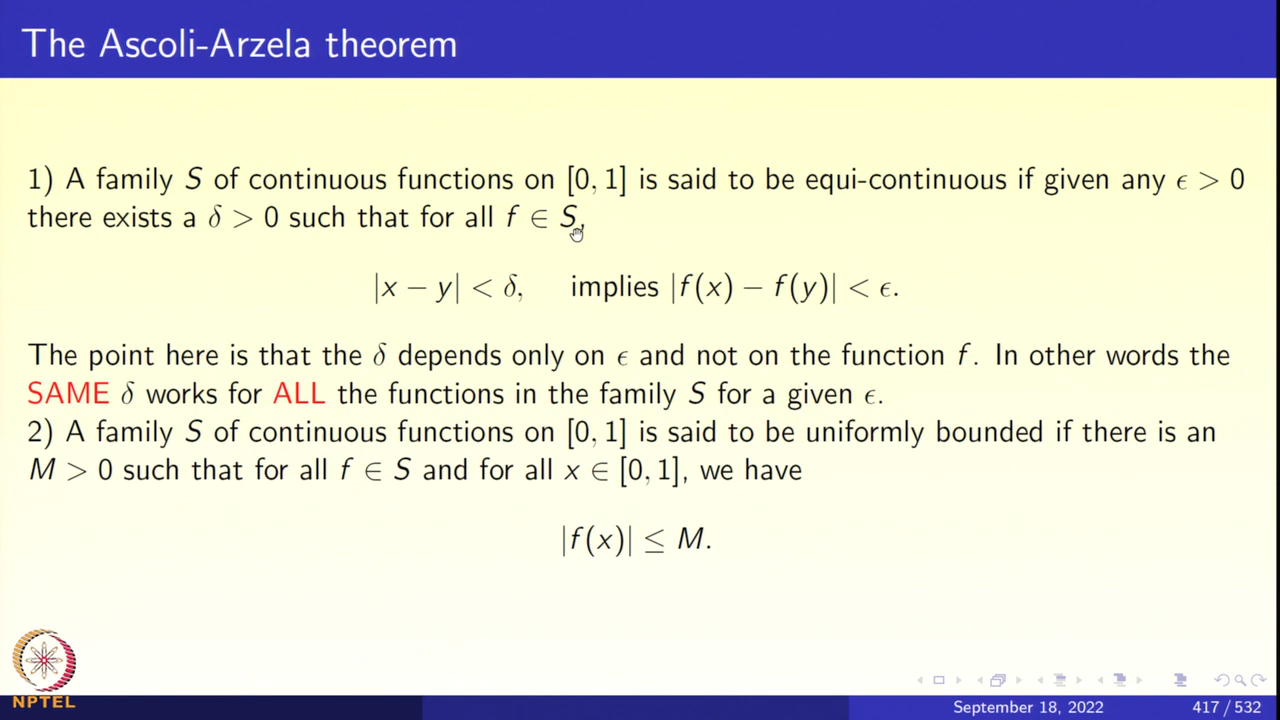 The Ascoli-Arzela theorem
1) A family S of continuous functions on [0, 1] is said to be equi-continuous if given any ϵ > 0
there exists a δ > 0 such that for all f ∈ S,
|x − y| < δ, implies |f(x) − f(y)| < ϵ.
The point here is that the δ depends only on ϵ and not on the function f. In other words the
SAME δ works for ALL the functions in the family S for a given ϵ.
2) A family S of continuous functions on [0, 1] is said to be uniformly bounded if there is an
M > 0 such that for all f ∈ S and for all x ∈ [0, 1], we have
|f(x)| ≤ M.
NPTEL
September 18, 2022 417 / 532